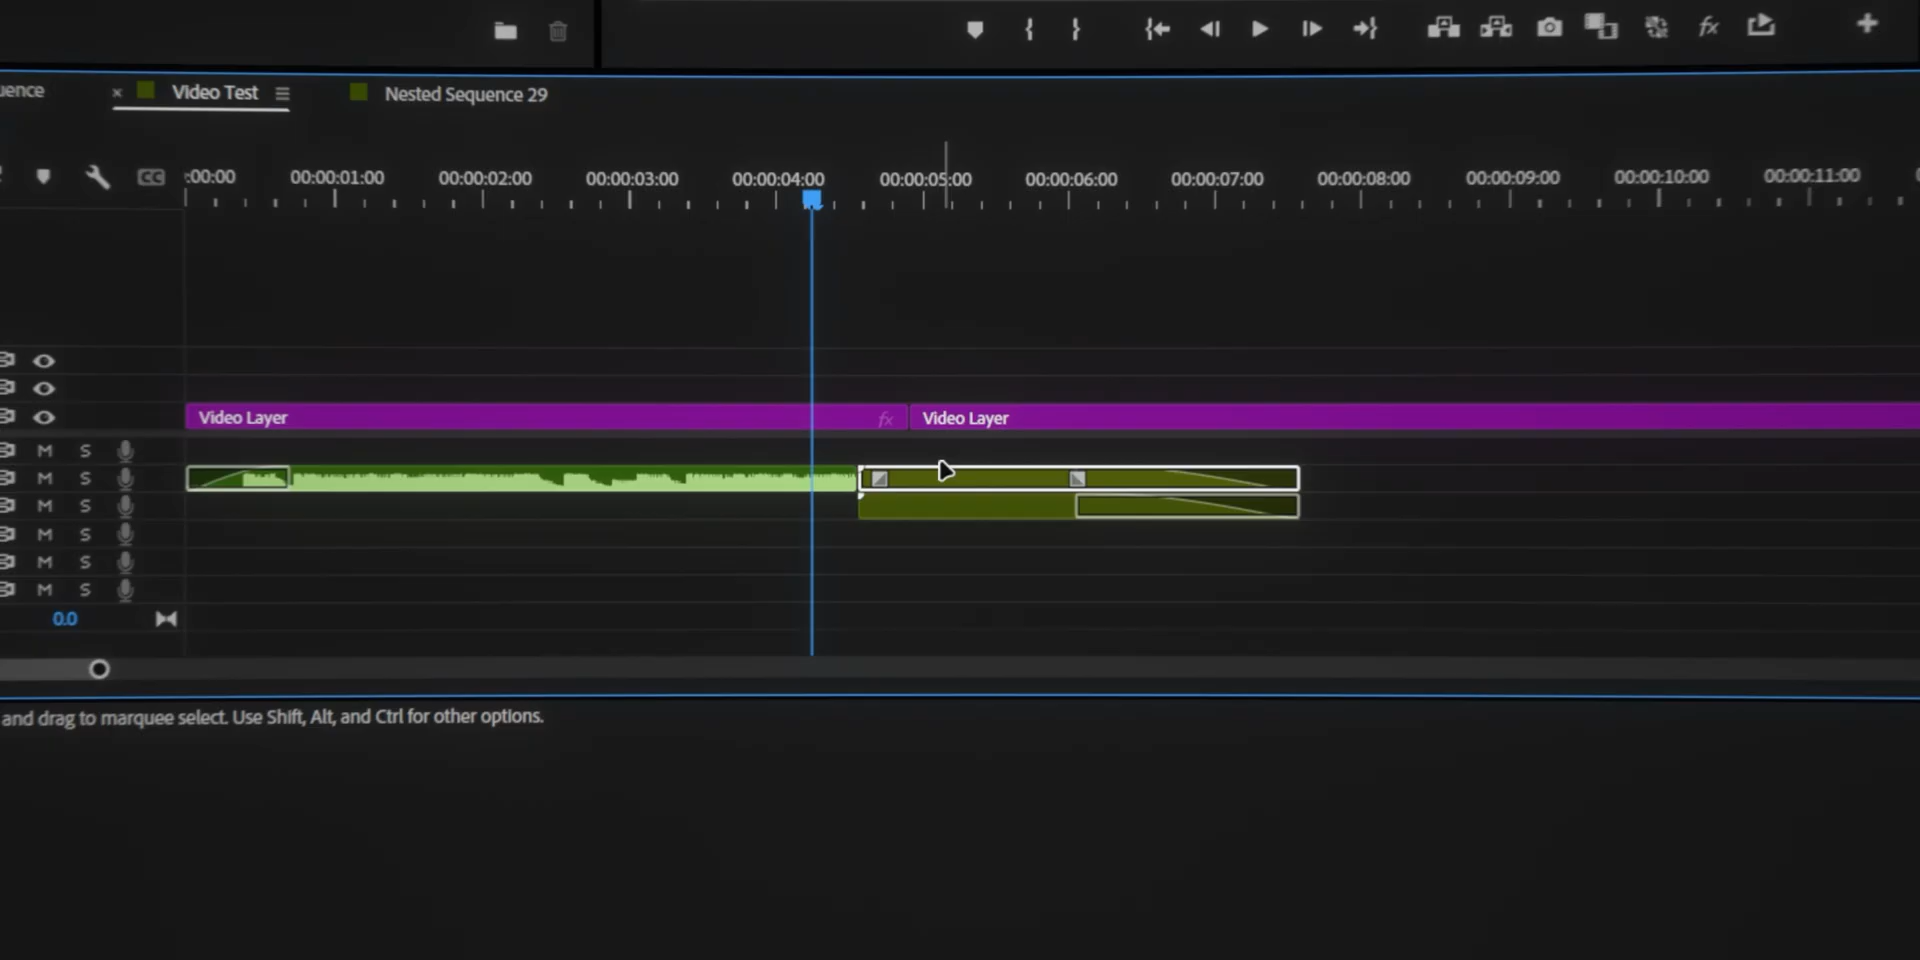 Video Test
Nested Sequence 29
CC
:00:00
00:00:01:00
00:00:02:00
00:00:03:00
00:00:04:00
00:00:05:00
00:00:06:00
00:00:07:00
00:00:08:00
00:00:09:00
00:00:10:00
00:00:11:00
Video Layer
fx
Video Layer
M S
M S
M S
M S
M S
M S
0.0
and drag to marquee select. Use Shift, Alt, and Ctrl for other options.